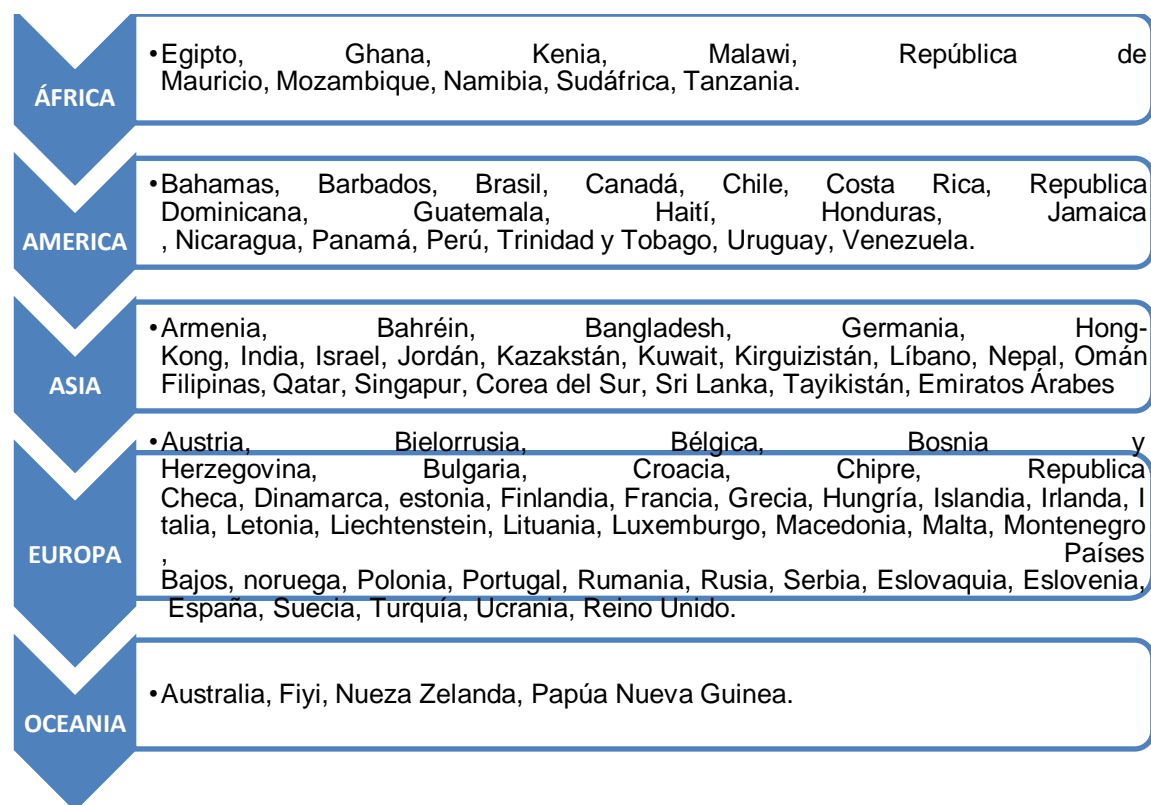 ÁFRICA
•Egipto, Ghana, Kenia, Malawi, República de
Mauricio, Mozambique, Namibia, Sudáfrica, Tanzania.
AMERICA
•Bahamas, Barbados, Brasil, Canadá, Chile, Costa Rica, Republica
Dominicana, Guatemala, Haití, Honduras, Jamaica
, Nicaragua, Panamá, Perú, Trinidad y Tobago, Uruguay, Venezuela.
ASIA
•Armenia, Bahréin, Bangladesh, Germania, Hong-
Kong, India, Israel, Jordán, Kazakstán, Kuwait, Kirguizistán, Líbano, Nepal, Omán
Filipinas, Qatar, Singapur, Corea del Sur, Sri Lanka, Tayikistán, Emiratos Árabes
EUROPA
•Austria, Bielorrusia, Bélgica, Bosnia y
Herzegovina, Bulgaria, Croacia, Chipre, Republica
Checa, Dinamarca, estonia, Finlandia, Francia, Grecia, Hungría, Islandia, Irlanda, I
talia, Letonia, Liechtenstein, Lituania, Luxemburgo, Macedonia, Malta, Montenegro
, Países
Bajos, noruega, Polonia, Portugal, Rumania, Rusia, Serbia, Eslovaquia, Eslovenia,
España, Suecia, Turquía, Ucrania, Reino Unido.
OCEANIA
•Australia, Fiyi, Nueza Zelanda, Papúa Nueva Guinea.